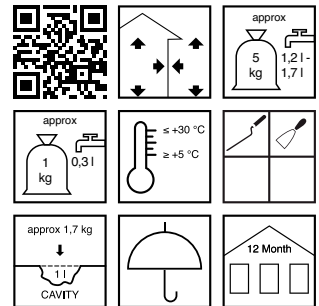 approx
5
kg
1,2 l -
1,7 l
approx
1
kg
0,3 l
≤ +30 °C
≥ +5 °C
approx 1,7 kg
1 l
CAVITY
12 Month